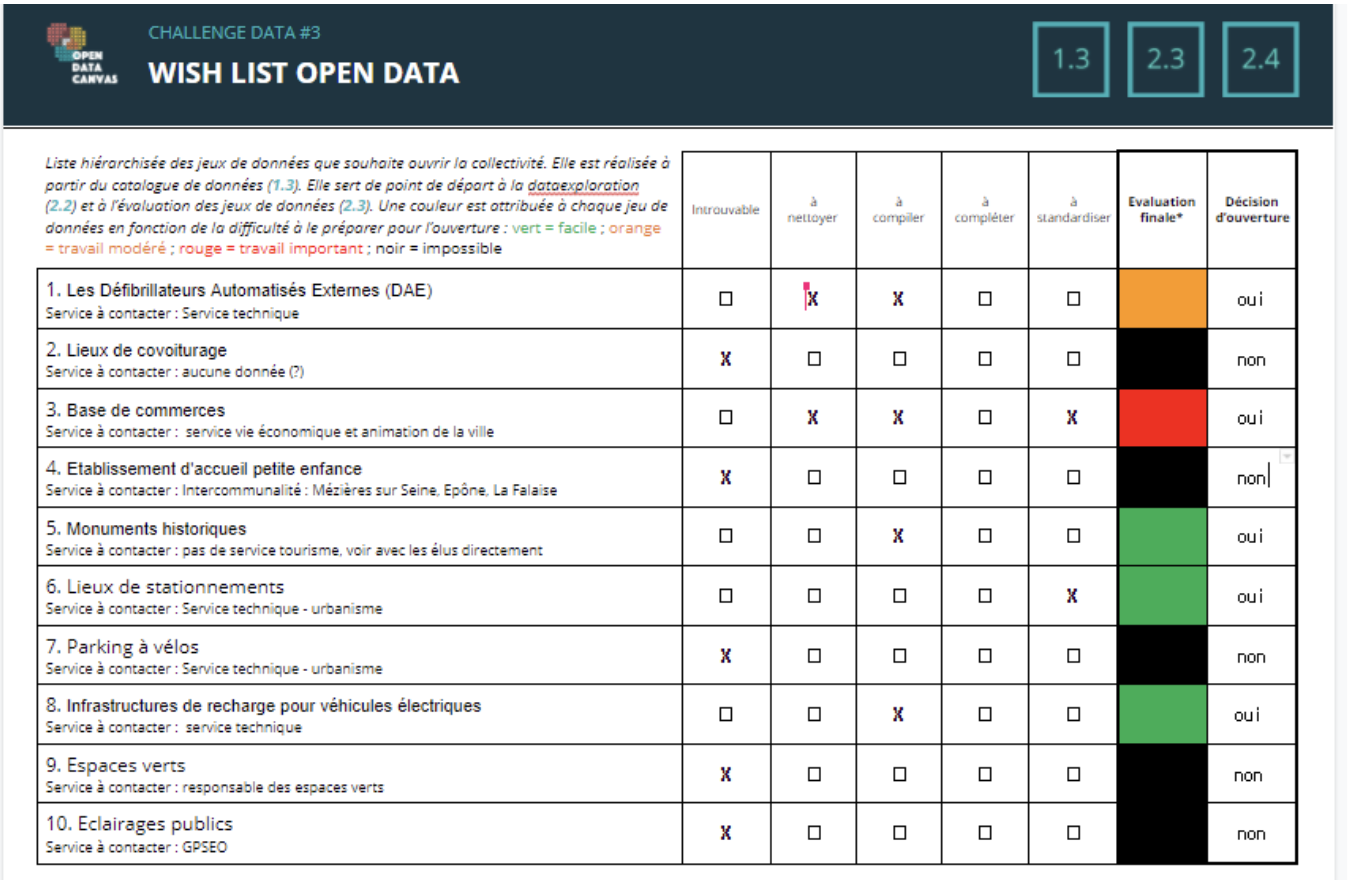 OPEN
DATA
CANVAS
CHALLENGE DATA #3
WISH LIST OPEN DATA
1.3
2.3
2.4
Liste hiérarchisée des jeux de données que souhaite ouvrir la collectivité. Elle est réalisée à
partir du catalogue de données (1.3). Elle sert de point de départ à la dataexploration
(2.2) et à l'évaluation des jeux de données (2.3). Une couleur est attribuée à chaque jeu de
données en fonction de la difficulté à le préparer pour l'ouverture : vert = facile ; orange
= travail modéré ; rouge = travail important ; noir = impossible
Introuvable
à
nettoyer
à
compiler
à
compléter
à
standardiser
Evaluation
finale*
Décision
d'ouverture
1. Les Défibrillateurs Automatisés Externes (DAE)
Service à contacter : Service technique
X X oui
2. Lieux de covoiturage
Service à contacter : aucune donnée (?)
X non
3. Base de commerces
Service à contacter : service vie économique et animation de la ville
X X X oui
4. Etablissement d'accueil petite enfance
Service à contacter : Intercommunalité : Mézières sur Seine, Epône, La Falaise
X non
5. Monuments historiques
Service à contacter : pas de service tourisme, voir avec les élus directement
X oui
6. Lieux de stationnements
Service à contacter : Service technique - urbanisme
X oui
7. Parking à vélos
Service à contacter : Service technique - urbanisme
X non
8. Infrastructures de recharge pour véhicules électriques
Service à contacter : service technique
X oui
9. Espaces verts
Service à contacter : responsable des espaces verts
X non
10. Eclairages publics
Service à contacter : GPSEO
X non